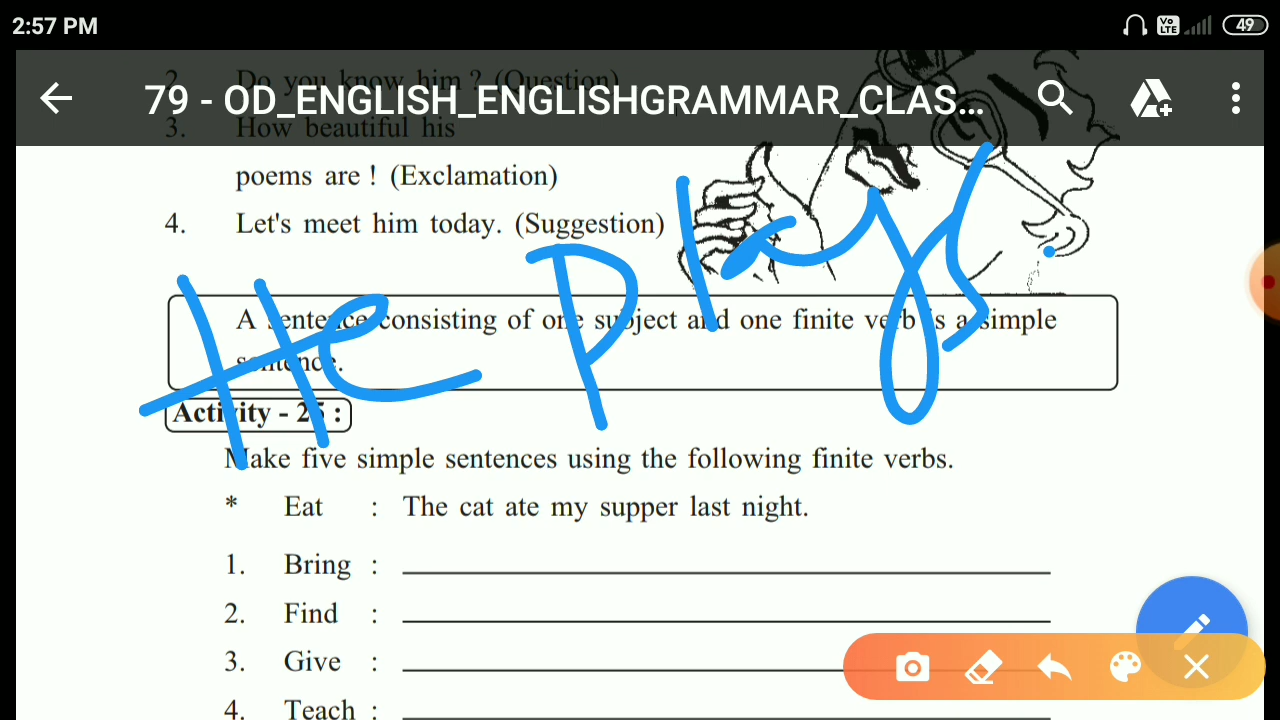 2:57 PM
Vo LTE
49
2. Do you know him ? (Question)
79 - OD_ENGLISH_ENGLISHGRAMMAR_CLAS...
3. How beautiful his
poems are ! (Exclamation)
4. Let's meet him today. (Suggestion)
He plays
A sentence consisting of one subject and one finite verb is a simple
sentence.
Activity - 25 :
Make five simple sentences using the following finite verbs.
* Eat : The cat ate my supper last night.
1. Bring :
2. Find :
3. Give :
4. Teach :